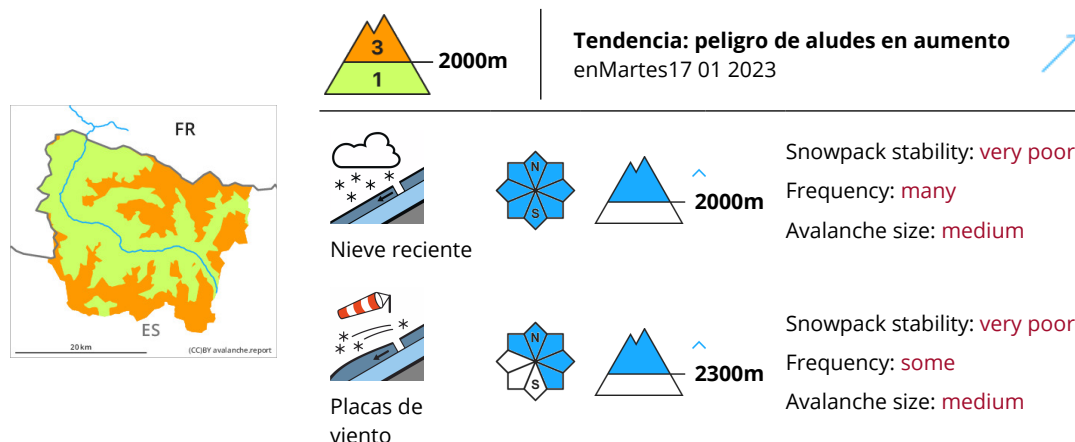 3
1
2000m
Tendencia: peligro de aludes en aumento
enMartes17 01 2023
FR
ES
20 km
(CC)BY avalanche.report
N
S
2000m
Snowpack stability: very poor
Frequency: many
Avalanche size: medium
Nieve reciente
N
S
2300m
Snowpack stability: very poor
Frequency: some
Avalanche size: medium
Placas de
viento